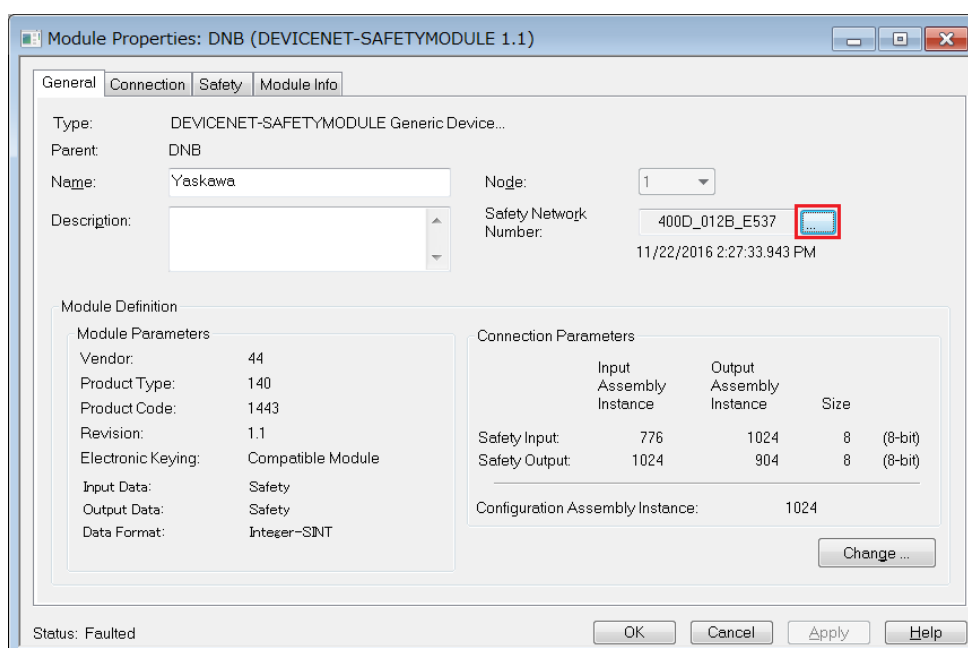 Module Properties: DNB (DEVICENET-SAFETYMODULE 1.1)
General Connection Safety Module Info
Type: DEVICENET-SAFETYMODULE Generic Device...
Parent: DNB
Name: Yaskawa
Node: 1
Description:
Safety Network Number: 400D_012B_E537 ...
11/22/2016 2:27:33.943 PM
Module Definition
Module Parameters
Vendor: 44
Product Type: 140
Product Code: 1443
Revision: 1.1
Electronic Keying: Compatible Module
Input Data: Safety
Output Data: Safety
Data Format: Integer-SINT
Connection Parameters
Input Assembly Instance
Output Assembly Instance
Size
Safety Input: 776 1024 8 (8-bit)
Safety Output: 1024 904 8 (8-bit)
Configuration Assembly Instance: 1024
Change ...
Status: Faulted
OK Cancel Apply Help